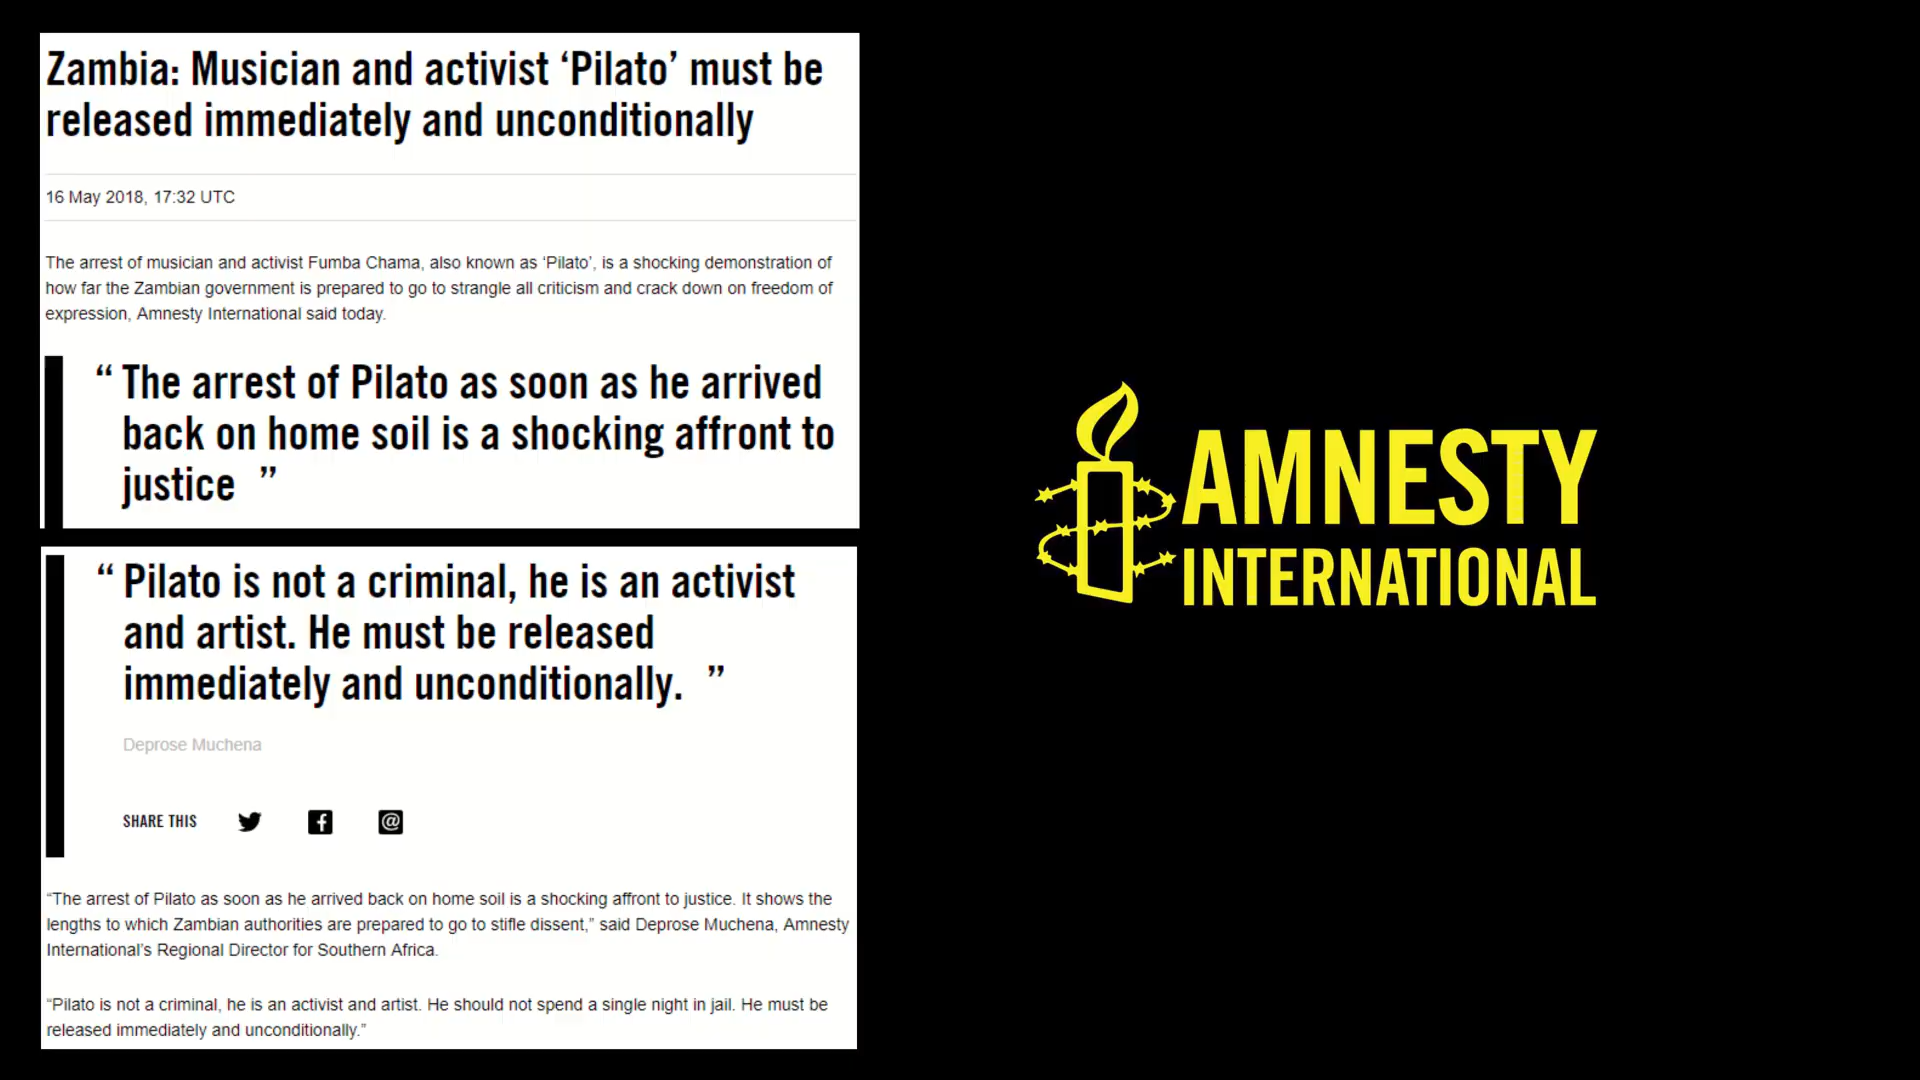 Zambia: Musician and activist ‘Pilato’ must be
released immediately and unconditionally
16 May 2018, 17:32 UTC
The arrest of musician and activist Fumba Chama, also known as ‘Pilato’, is a shocking demonstration of
how far the Zambian government is prepared to go to strangle all criticism and crack down on freedom of
expression, Amnesty International said today.
“ The arrest of Pilato as soon as he arrived
back on home soil is a shocking affront to
justice ”
“ Pilato is not a criminal, he is an activist
and artist. He must be released
immediately and unconditionally. ”
Deprose Muchena
SHARE THIS
“The arrest of Pilato as soon as he arrived back on home soil is a shocking affront to justice. It shows the
lengths to which Zambian authorities are prepared to go to stifle dissent,” said Deprose Muchena, Amnesty
International’s Regional Director for Southern Africa.
“Pilato is not a criminal, he is an activist and artist. He should not spend a single night in jail. He must be
released immediately and unconditionally.”
AMNESTY
INTERNATIONAL